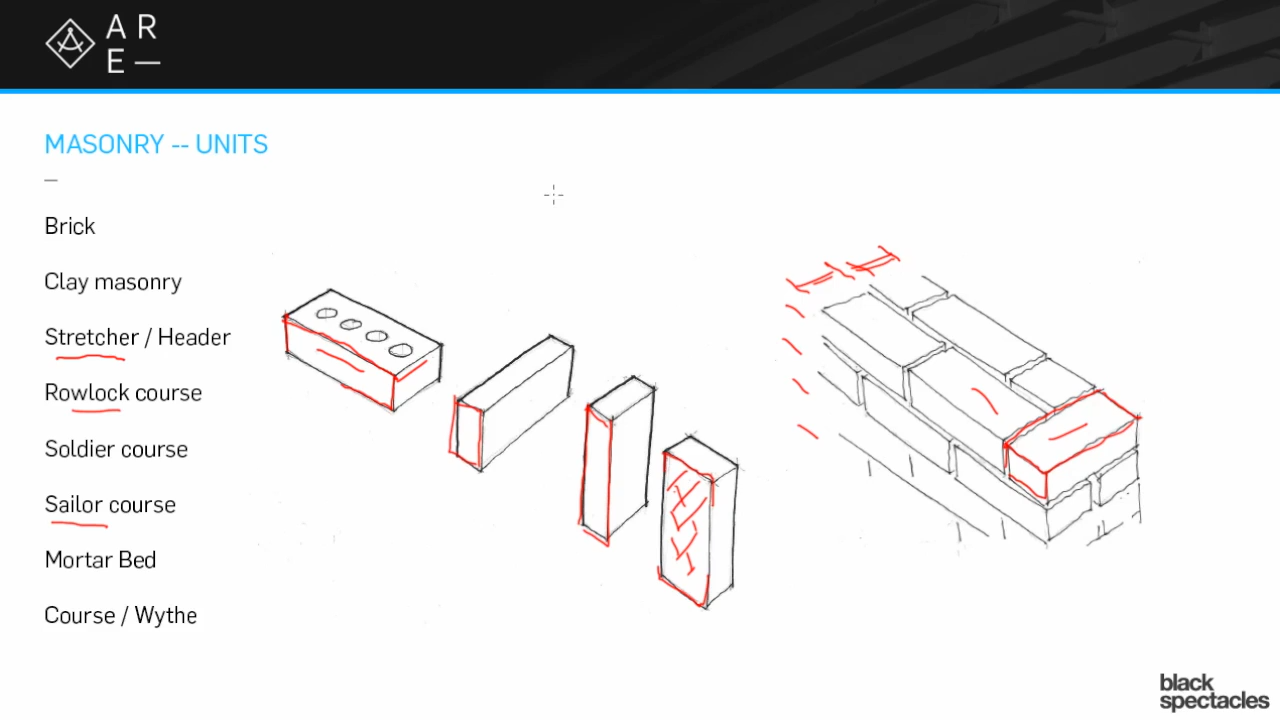 A R
E —
MASONRY -- UNITS
—
Brick
Clay masonry
Stretcher / Header
Rowlock course
Soldier course
Sailor course
Mortar Bed
Course / Wythe
black
spectacles